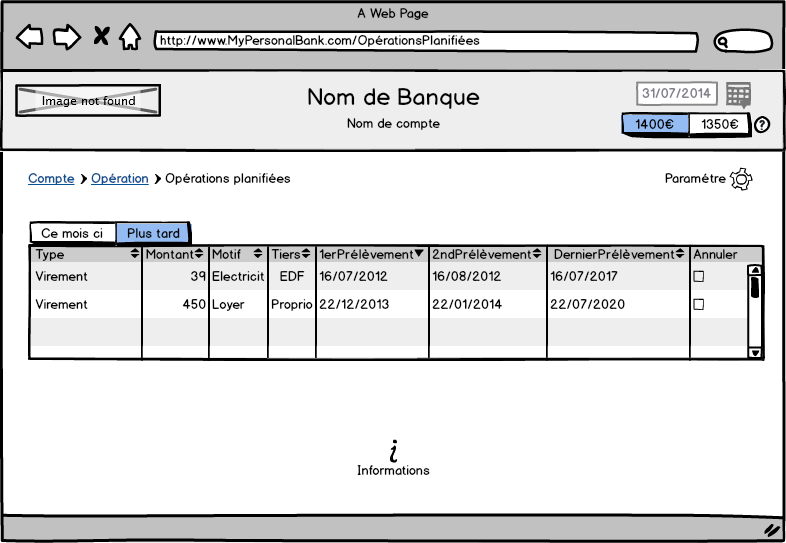 A Web Page
http://www.MyPersonalBank.com/OpérationsPlanifiées
Image not found
Nom de Banque
Nom de compte
31/07/2014
1400€ 1350€ ?
Compte Opération Opérations planifiées
Paramétre
Ce mois ci Plus tard
Type Montant Motif Tiers 1erPrélèvement 2ndPrélèvement DernierPrélèvement Annuler
Virement 39 Electricit EDF 16/07/2012 16/08/2012 16/07/2017
Virement 450 Loyer Proprio 22/12/2013 22/01/2014 22/07/2020
i
Informations